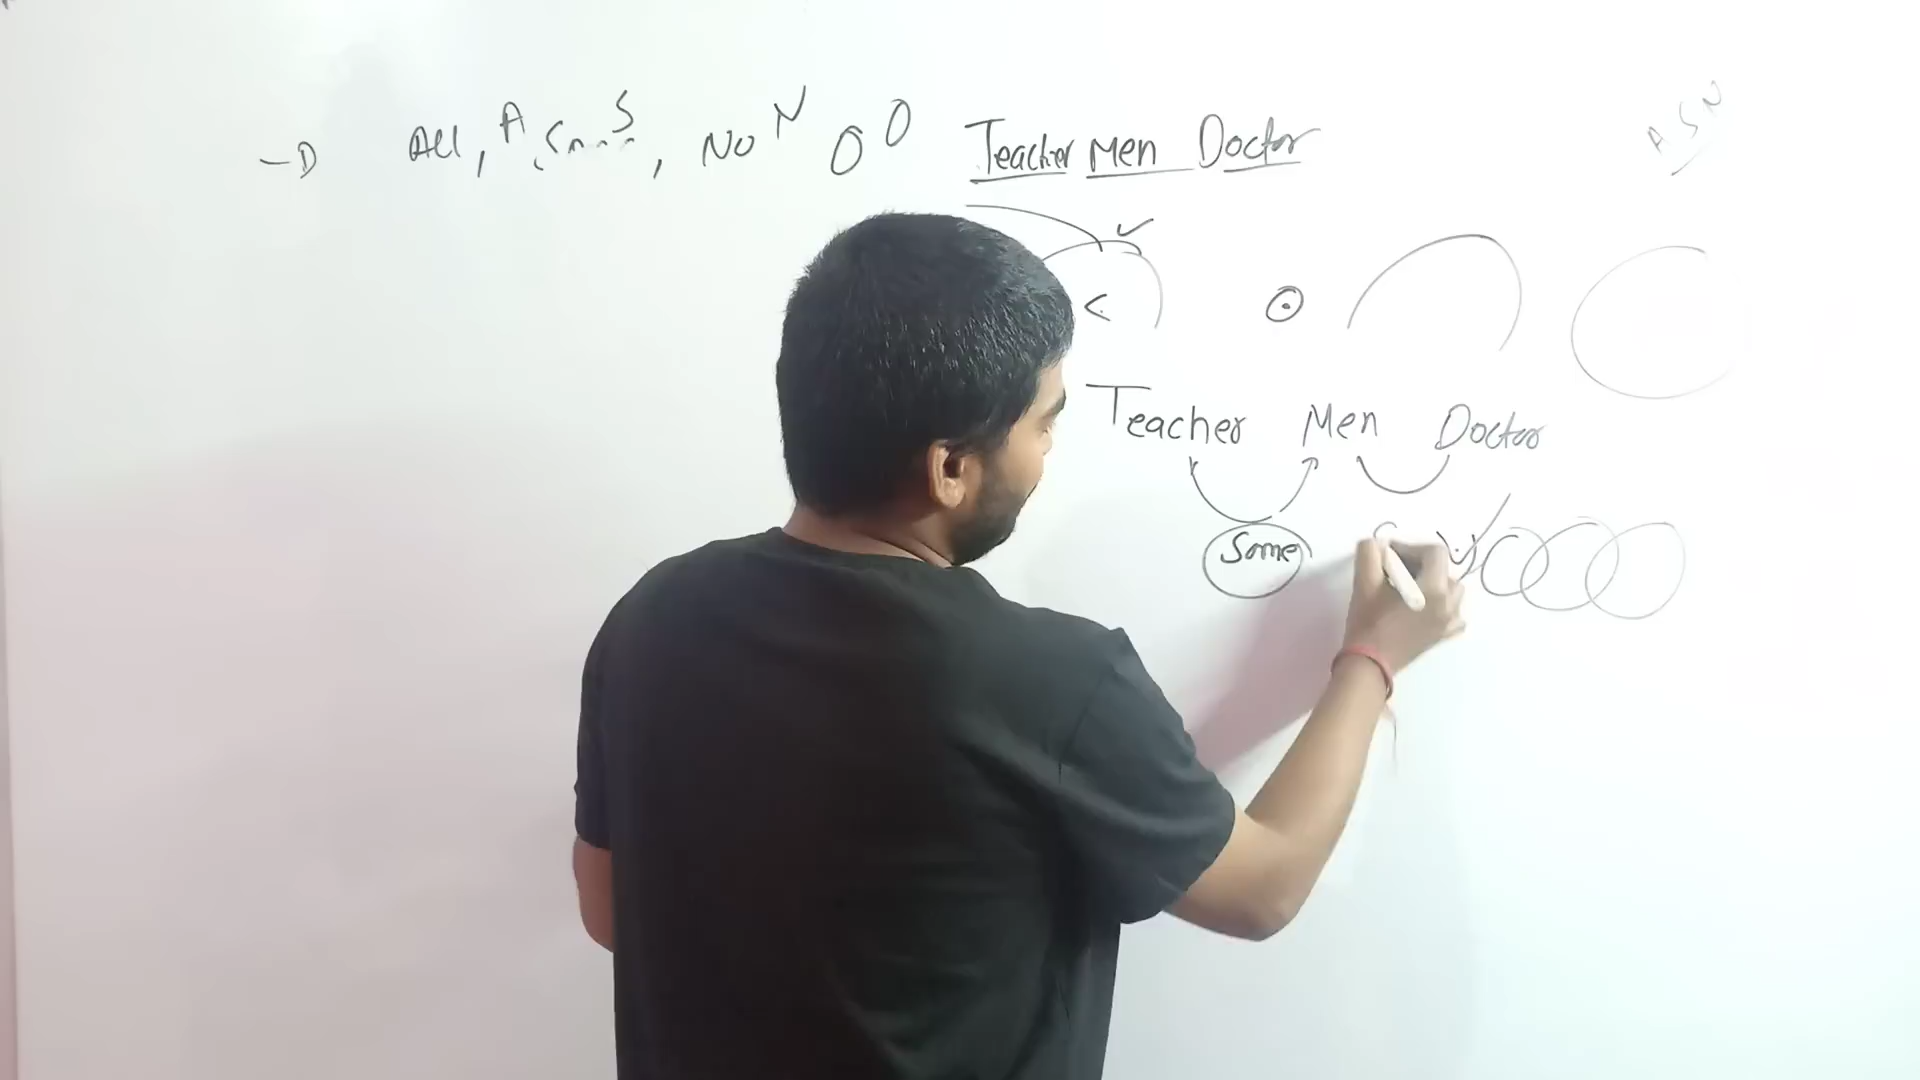 All, A, S, No N Teacher Men Doctor
A S N
Teacher Men Doctor
Some